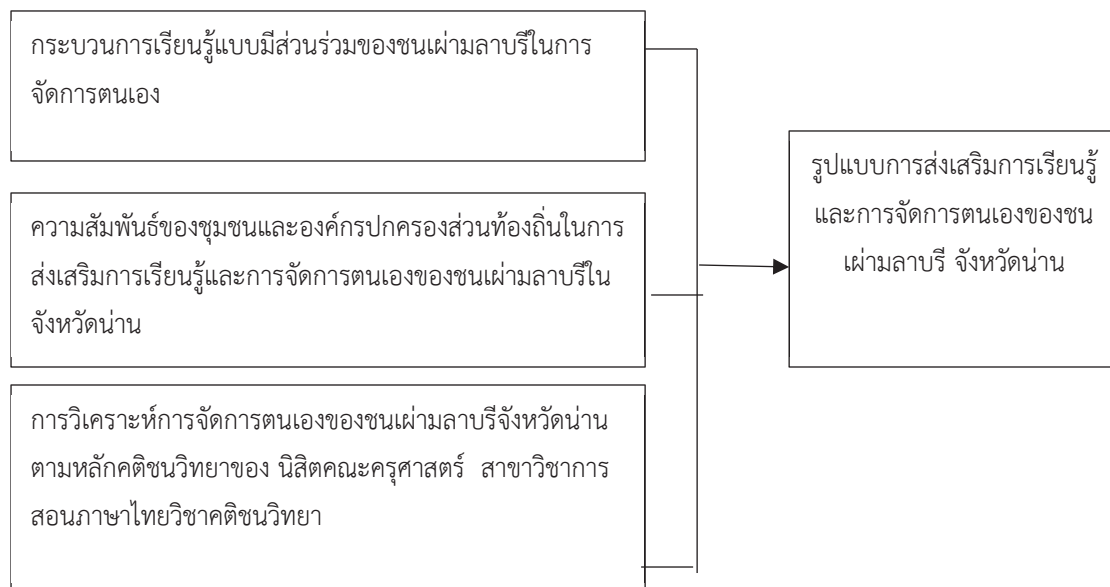 กระบวนการเรียนรู้แบบมีส่วนร่วมของชนเผ่ามลาบรีในการ
จัดการตนเอง
ความสัมพันธ์ของชุมชนและองค์กรปกครองส่วนท้องถิ่นในการ
ส่งเสริมการเรียนรู้และการจัดการตนเองของชนเผ่ามลาบรีใน
จังหวัดน่าน
การวิเคราะห์การจัดการตนเองของชนเผ่ามลาบรีจังหวัดน่าน
ตามหลักคติชนวิทยาของ นิสิตคณะครุศาสตร์ สาขาวิชาการ
สอนภาษาไทยวิชาคติชนวิทยา
รูปแบบการส่งเสริมการเรียนรู้
และการจัดการตนเองของชน
เผ่ามลาบรี จังหวัดน่าน